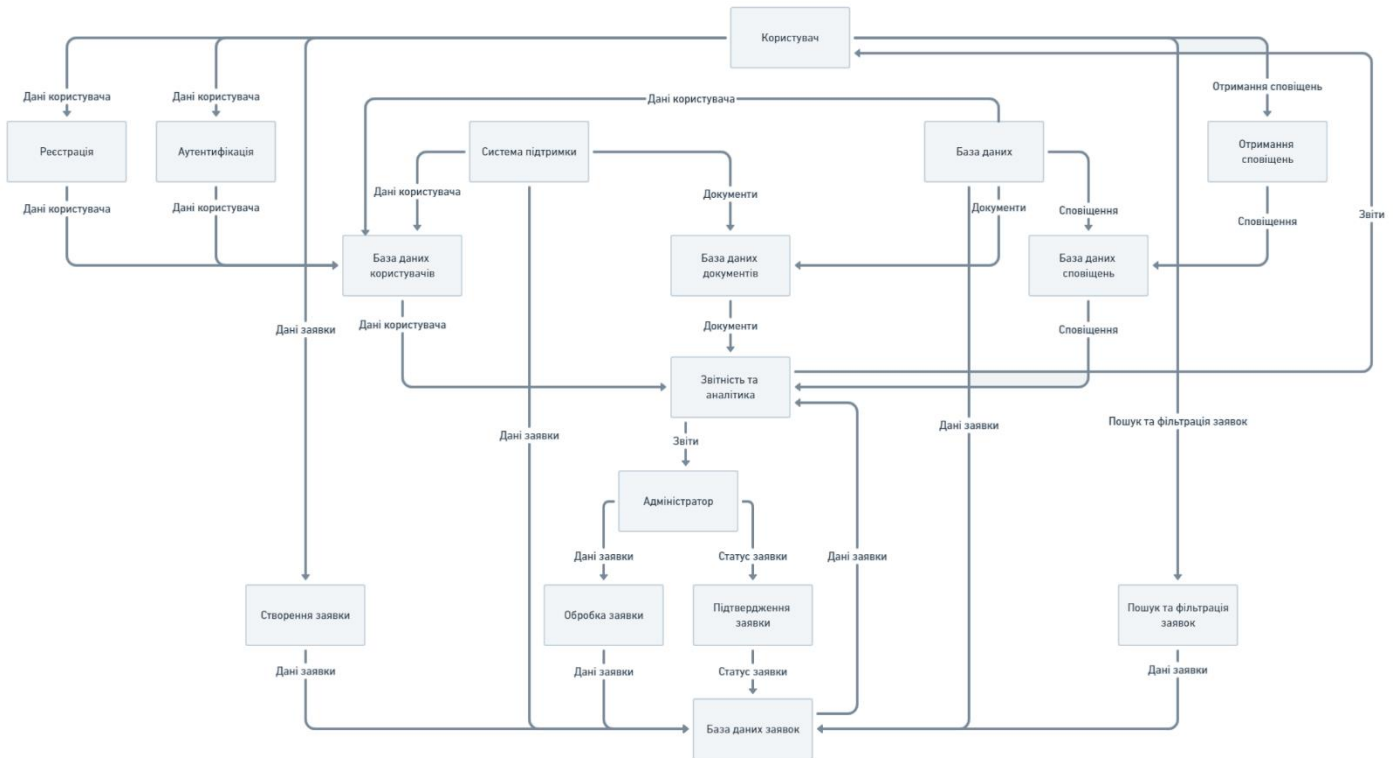 Користувач
Дані користувача
Дані користувача
Дані користувача
Отримання сповіщень
Реєстрація
Аутентифікація
Система підтримки
База даних
Отримання
сповіщень
Дані користувача
Дані користувача
Дані користувача
Документи
Документи
Сповіщення
Сповіщення
Звіти
База даних
користувачів
База даних
документів
База даних
сповіщень
Дані заявки
Дані користувача
Документи
Сповіщення
Звітність та
аналітика
Дані заявки
Звіти
Дані заявки
Пошук та фільтрація заявок
Адміністратор
Дані заявки
Статус заявки
Дані заявки
Створення заявки
Обробка заявки
Підтвердження
заявки
Пошук та фільтрація
заявок
Дані заявки
Дані заявки
Статус заявки
Дані заявки
База даних заявок